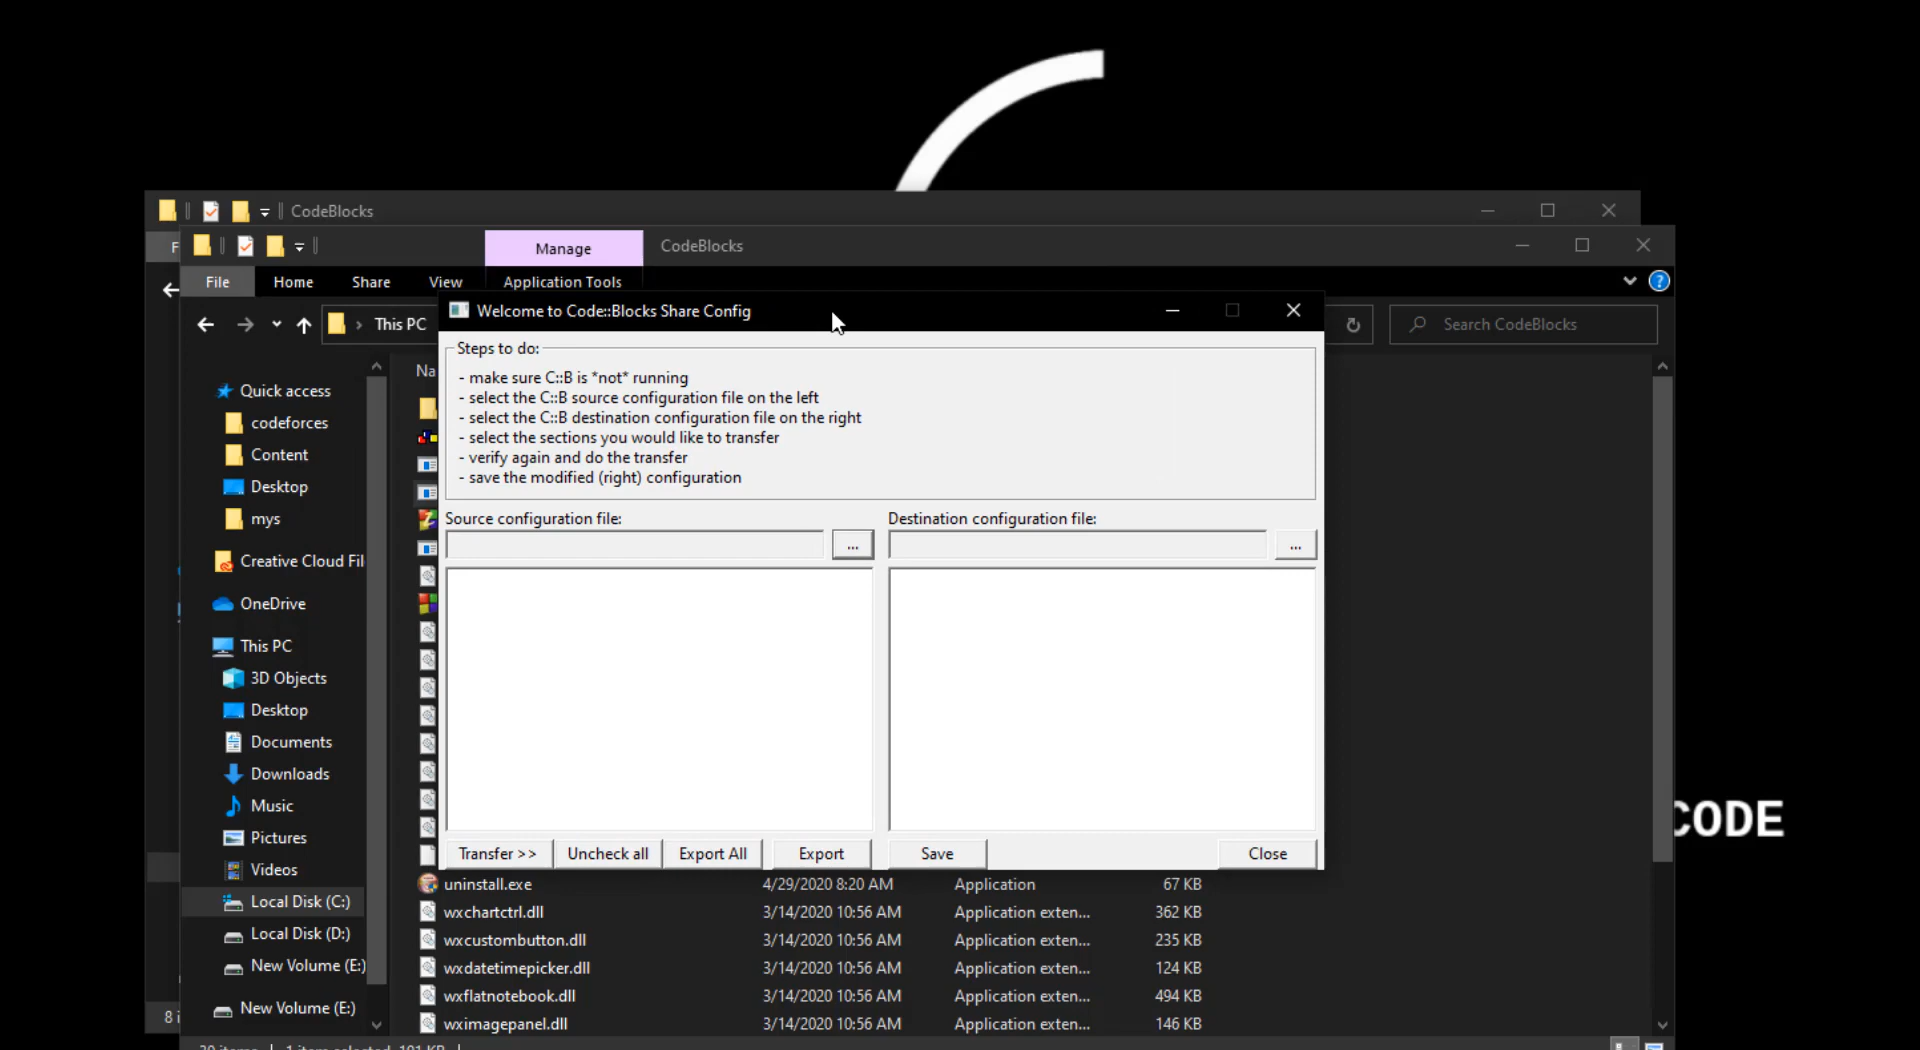 CodeBlocks
F
Manage
CodeBlocks
File
Home
Share
View
Application Tools
This PC
Search CodeBlocks
Welcome to Code::Blocks Share Config
Steps to do:
- make sure C::B is *not* running
- select the C::B source configuration file on the left
- select the C::B destination configuration file on the right
- select the sections you would like to transfer
- verify again and do the transfer
- save the modified (right) configuration
Source configuration file:
...
Destination configuration file:
...
Transfer >>
Uncheck all
Export All
Export
Save
Close
Na
Quick access
codeforces
Content
Desktop
mys
Creative Cloud Fil
OneDrive
This PC
3D Objects
Desktop
Documents
Downloads
Music
Pictures
Videos
Local Disk (C:)
Local Disk (D:)
New Volume (E:)
New Volume (E:)
uninstall.exe 4/29/2020 8:20 AM Application 67 KB
wxchartctrl.dll 3/14/2020 10:56 AM Application exten... 362 KB
wxcustombutton.dll 3/14/2020 10:56 AM Application exten... 235 KB
wxdatetimepicker.dll 3/14/2020 10:56 AM Application exten... 124 KB
wxflatnotebook.dll 3/14/2020 10:56 AM Application exten... 494 KB
wximagepanel.dll 3/14/2020 10:56 AM Application exten... 146 KB
8 i
1 item selected 101 KB
CODE